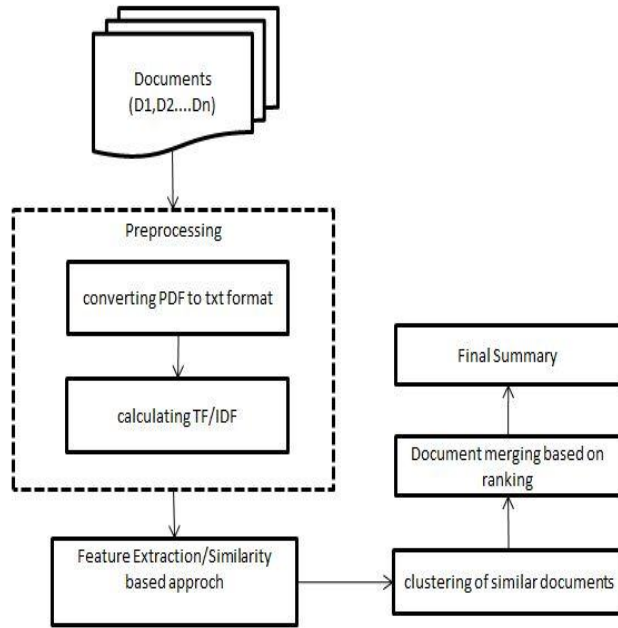 Documents
(D1,D2....Dn)
Preprocessing
converting PDF to txt format
calculating TF/IDF
Feature Extraction/Similarity
based approch
clustering of similar documents
Document merging based on
ranking
Final Summary